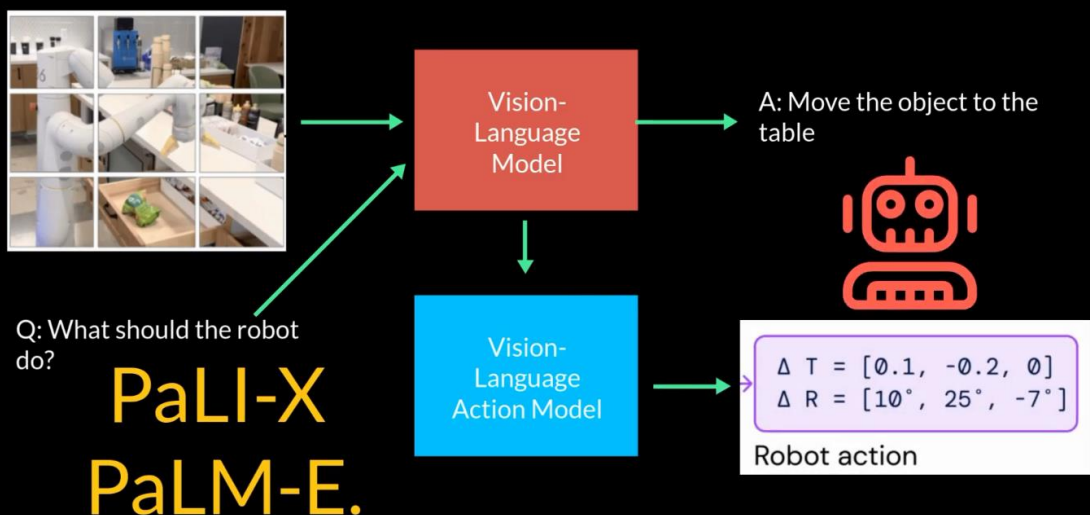 6
Vision-
Language
Model
A: Move the object to the
table
Q: What should the robot
do?
PaLI-X
PaLM-E.
Vision-
Language
Action Model
Δ T = [0.1, -0.2, 0]
Δ R = [10°, 25°, -7°]
Robot action